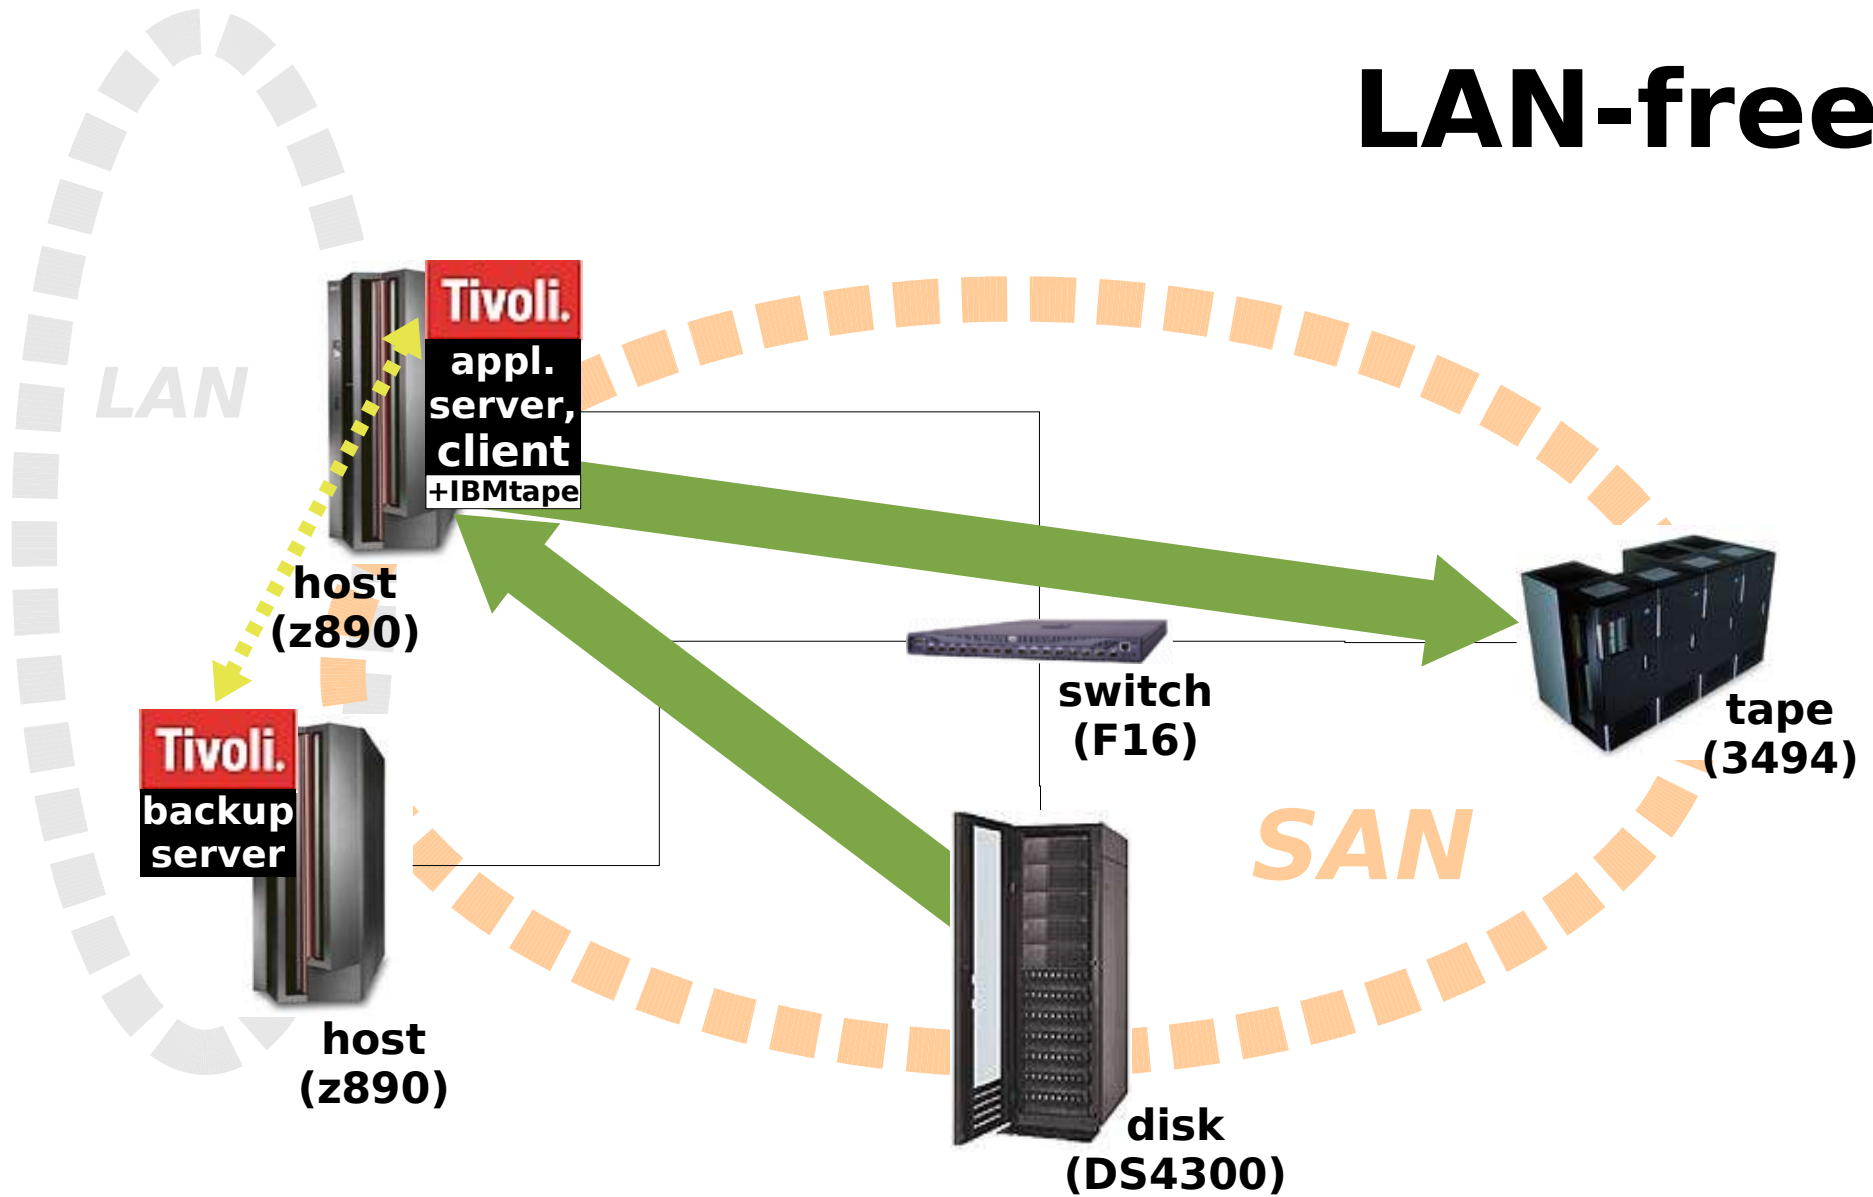 LAN-free
Tivoli.
appl.
server,
client
+IBMtape
LAN
host
(z890)
switch
(F16)
tape
(3494)
Tivoli.
backup
server
SAN
host
(z890)
disk
(DS4300)